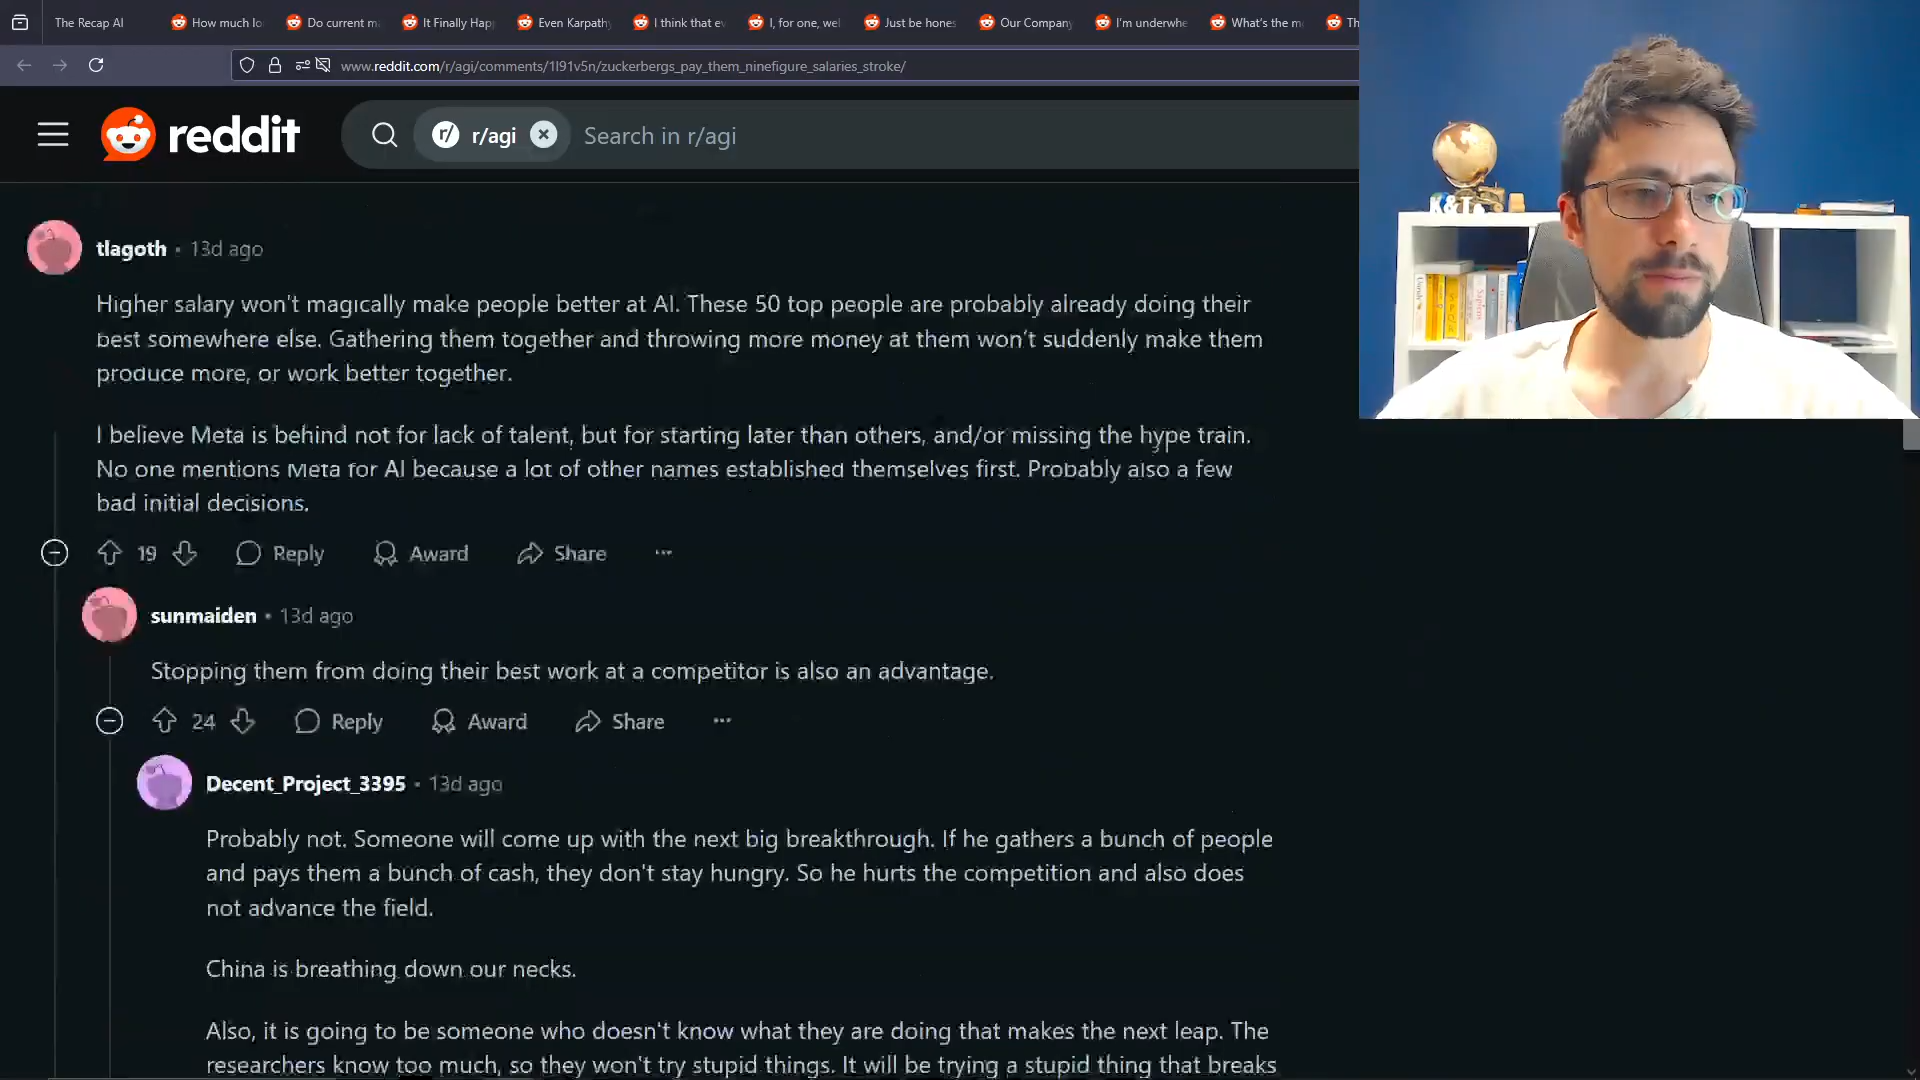 The Recap AI
How much lo
Do current m
It Finally Hap
Even Karpathy
I think that ev
I, for one, wel
Just be hones
Our Company
I'm underwhe
What's the m
Th
www.reddit.com/r/agi/comments/1l91v5n/zuckerbergs_pay_them_ninefigure_salaries_stroke/
reddit
r/ r/agi
Search in r/agi
K&L
tlagoth • 13d ago
Higher salary won't magically make people better at AI. These 50 top people are probably already doing their
best somewhere else. Gathering them together and throwing more money at them won't suddenly make them
produce more, or work better together.
I believe Meta is behind not for lack of talent, but for starting later than others, and/or missing the hype train.
No one mentions Meta for AI because a lot of other names established themselves first. Probably also a few
bad initial decisions.
19 Reply Award Share ...
sunmaiden • 13d ago
Stopping them from doing their best work at a competitor is also an advantage.
24 Reply Award Share ...
Decent_Project_3395 • 13d ago
Probably not. Someone will come up with the next big breakthrough. If he gathers a bunch of people
and pays them a bunch of cash, they don't stay hungry. So he hurts the competition and also does
not advance the field.
China is breathing down our necks.
Also, it is going to be someone who doesn't know what they are doing that makes the next leap. The
researchers know too much, so they won't try stupid things. It will be trying a stupid thing that breaks